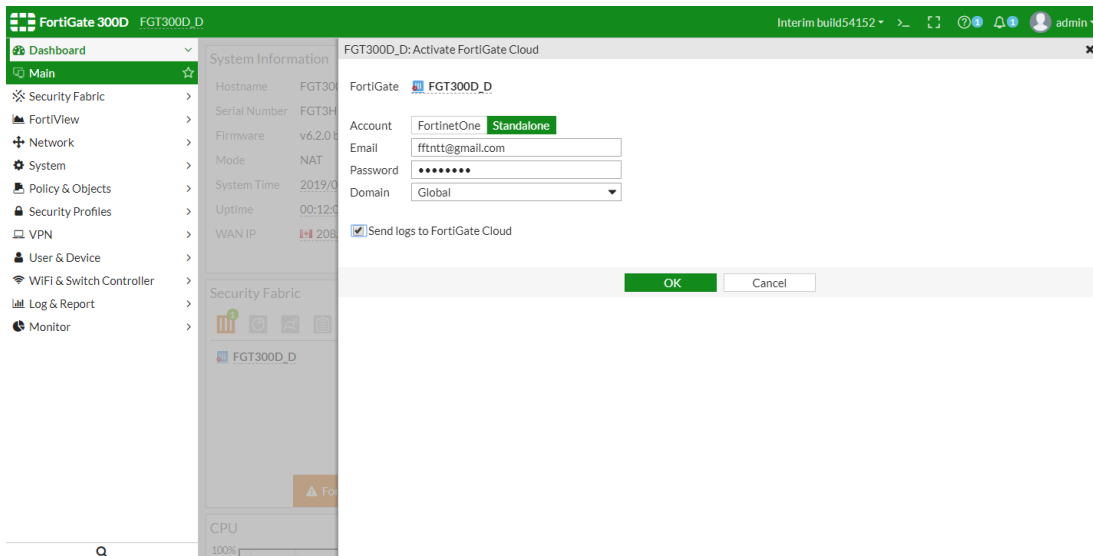 FortiGate 300D FGT300D_D
Interim build54152 >_ 1 1 admin
Dashboard
Main
Security Fabric
FortiView
Network
System
Policy & Objects
Security Profiles
VPN
User & Device
WiFi & Switch Controller
Log & Report
Monitor
System Information
Hostname FGT300
Serial Number FGT3H
Firmware v6.2.0
Mode NAT
System Time 2019/0
Uptime 00:12:0
WAN IP 208.
Security Fabric
1
FGT300D_D
CPU
100%
FGT300D_D: Activate FortiGate Cloud
FortiGate FGT300D_D
Account FortinetOne Standalone
Email fftntt@gmail.com
Password ••••••••
Domain Global
Send logs to FortiGate Cloud
OK Cancel